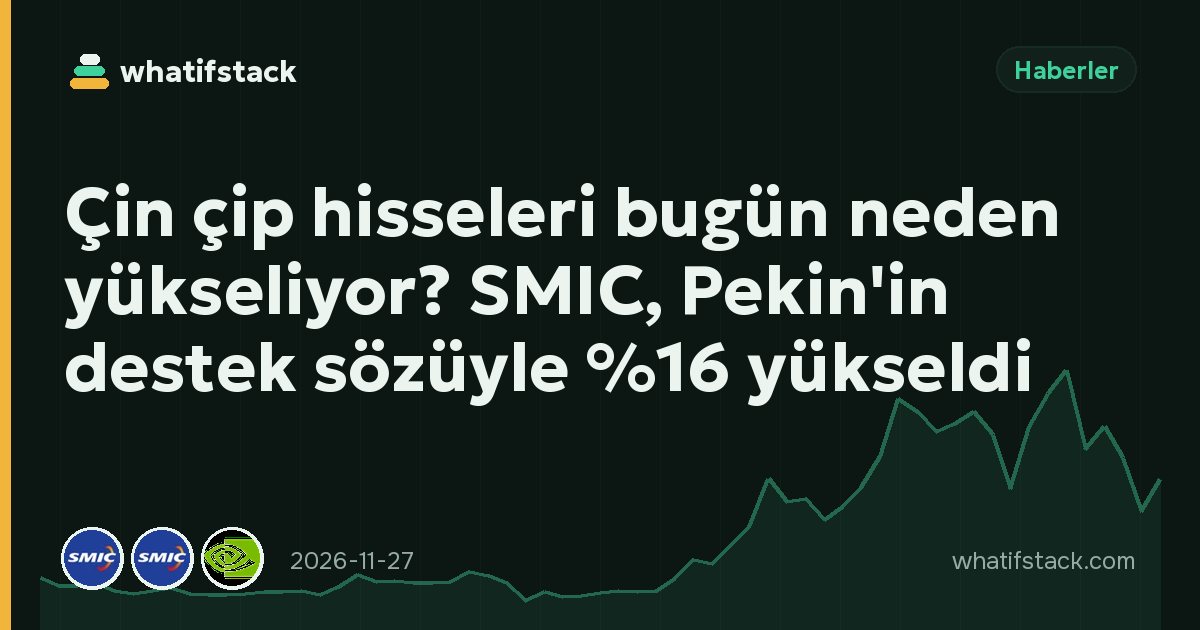 whatifstack
Haberler
Çin çip hisseleri bugün neden
yükseliyor? SMIC, Pekin'in
destek sözüyle %16 yükseldi
SMIC SMIC
2026-11-27
whatifstack.com